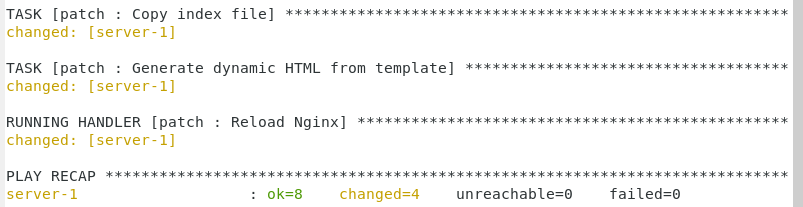 TASK [patch : Copy index file] ********************************************************
changed: [server-1]
TASK [patch : Generate dynamic HTML from template] ************************************
changed: [server-1]
RUNNING HANDLER [patch : Reload Nginx] ************************************************
changed: [server-1]
PLAY RECAP ****************************************************************************
server-1                   : ok=8    changed=4    unreachable=0    failed=0